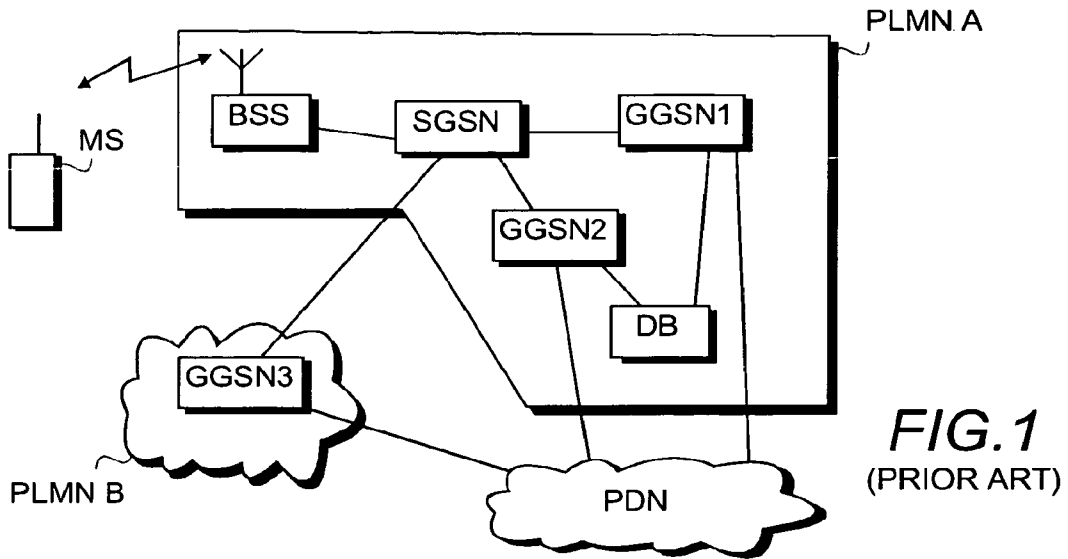 PLMN A
BSS
SGSN
GGSN1
MS
GGSN2
DB
GGSN3
PLMN B
PDN
FIG.1
(PRIOR ART)